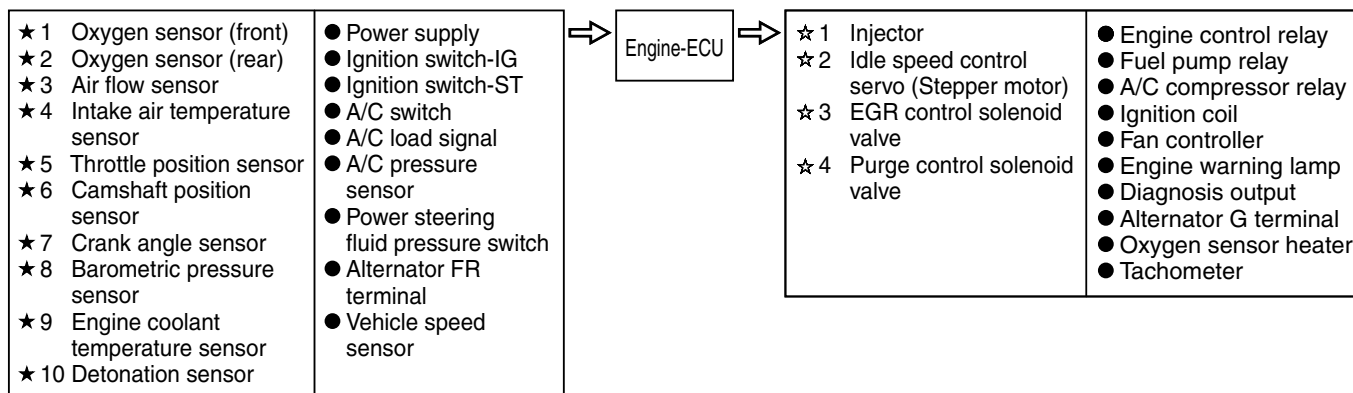 ★1 Oxygen sensor (front)
★2 Oxygen sensor (rear)
★3 Air flow sensor
★4 Intake air temperature
sensor
★5 Throttle position sensor
★6 Camshaft position
sensor
★7 Crank angle sensor
★8 Barometric pressure
sensor
★9 Engine coolant
temperature sensor
★10 Detonation sensor
● Power supply
● Ignition switch-IG
● Ignition switch-ST
● A/C switch
● A/C load signal
● A/C pressure
sensor
● Power steering
fluid pressure switch
● Alternator FR
terminal
● Vehicle speed
sensor
Engine-ECU
☆1 Injector
☆2 Idle speed control
servo (Stepper motor)
☆3 EGR control solenoid
valve
☆4 Purge control solenoid
valve
● Engine control relay
● Fuel pump relay
● A/C compressor relay
● Ignition coil
● Fan controller
● Engine warning lamp
● Diagnosis output
● Alternator G terminal
● Oxygen sensor heater
● Tachometer